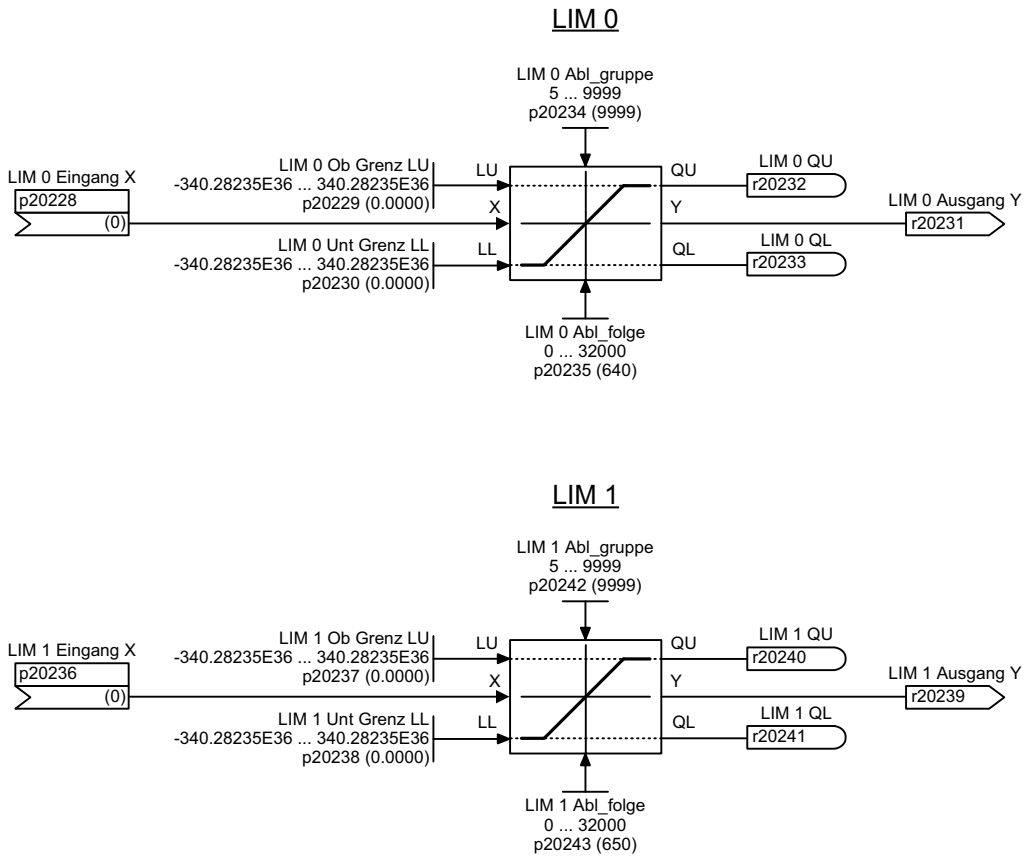 LIM 0
LIM 0 Abl_gruppe
5 ... 9999
p20234 (9999)
LIM 0 Eingang X
p20228
(0)
LIM 0 Ob Grenz LU
-340.28235E36 ... 340.28235E36
p20229 (0.0000)
LU
X
LIM 0 Unt Grenz LL
-340.28235E36 ... 340.28235E36
p20230 (0.0000)
LL
QU
LIM 0 QU
r20232
Y
LIM 0 Ausgang Y
r20231
QL
LIM 0 QL
r20233
LIM 0 Abl_folge
0 ... 32000
p20235 (640)
LIM 1
LIM 1 Abl_gruppe
5 ... 9999
p20242 (9999)
LIM 1 Eingang X
p20236
(0)
LIM 1 Ob Grenz LU
-340.28235E36 ... 340.28235E36
p20237 (0.0000)
LU
X
LIM 1 Unt Grenz LL
-340.28235E36 ... 340.28235E36
p20238 (0.0000)
LL
QU
LIM 1 QU
r20240
Y
LIM 1 Ausgang Y
r20239
QL
LIM 1 QL
r20241
LIM 1 Abl_folge
0 ... 32000
p20243 (650)